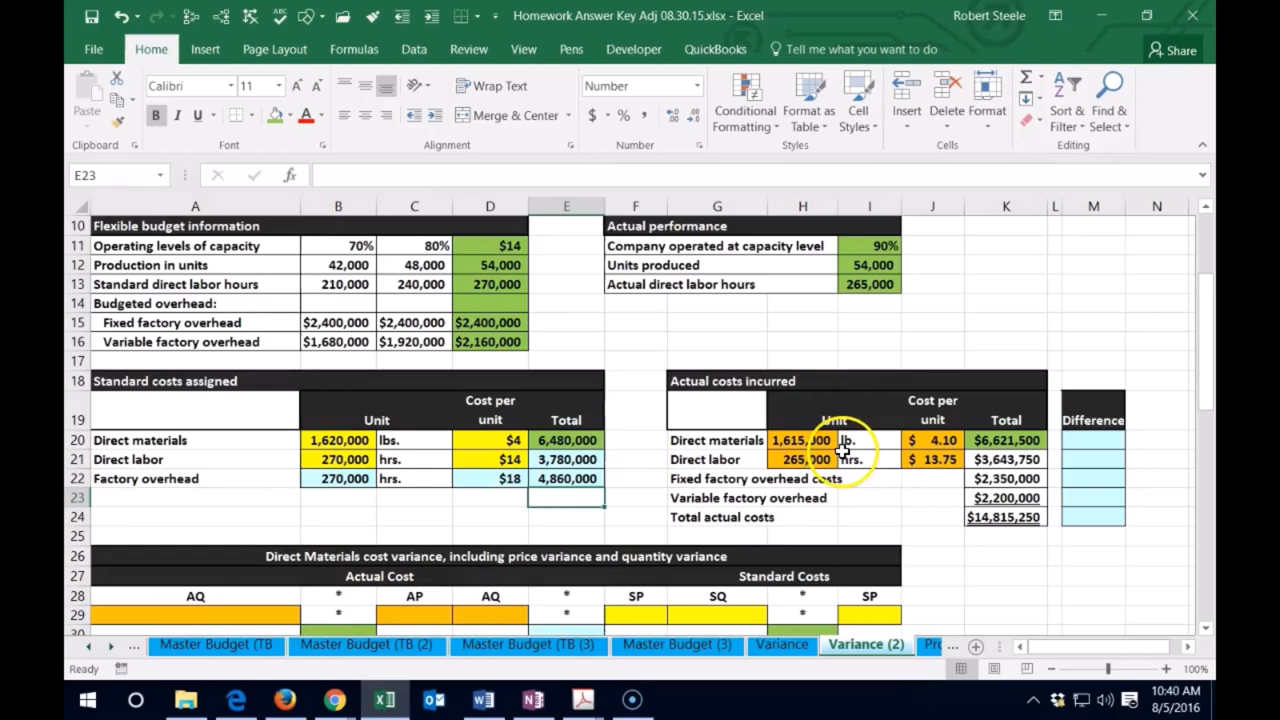 Homework Answer Key Adj 08.30.15.xlsx - Excel
Robert Steele
File Home Insert Page Layout Formulas Data Review View Pens Developer QuickBooks Tell me what you want to do Share
Paste
Calibri 11
Wrap Text
Merge & Center
Number
Conditional Formatting
Format as Table
Cell Styles
Insert Delete Format
Sort & Filter
Find & Select
Clipboard Font Alignment Number Styles Cells Editing
E23 fx
A B C D E F G H I J K L M N
10 Flexible budget information Actual performance
11 Operating levels of capacity 70% 80% $14 Company operated at capacity level 90%
12 Production in units 42,000 48,000 54,000 Units produced 54,000
13 Standard direct labor hours 210,000 240,000 270,000 Actual direct labor hours 265,000
14 Budgeted overhead:
15 Fixed factory overhead $2,400,000 $2,400,000 $2,400,000
16 Variable factory overhead $1,680,000 $1,920,000 $2,160,000
17
18 Standard costs assigned Actual costs incurred
Cost per Cost per
19 Unit unit Total Unit unit Total Difference
20 Direct materials 1,620,000 lbs. $4 6,480,000 Direct materials 1,615,000 lb. $ 4.10 $6,621,500
21 Direct labor 270,000 hrs. $14 3,780,000 Direct labor 265,000 hrs. $ 13.75 $3,643,750
22 Factory overhead 270,000 hrs. $18 4,860,000 Fixed factory overhead costs $2,350,000
23 Variable factory overhead $2,200,000
24 Total actual costs $14,815,250
25
26 Direct Materials cost variance, including price variance and quantity variance
27 Actual Cost Standard Costs
28 AQ * AP AQ * SP SQ * SP
29 * * *
30
... Master Budget (TB Master Budget (TB (2) Master Budget (TB (3) Master Budget (3) Variance Variance (2) Pro ...
Ready 100%
10:40 AM
8/5/2016